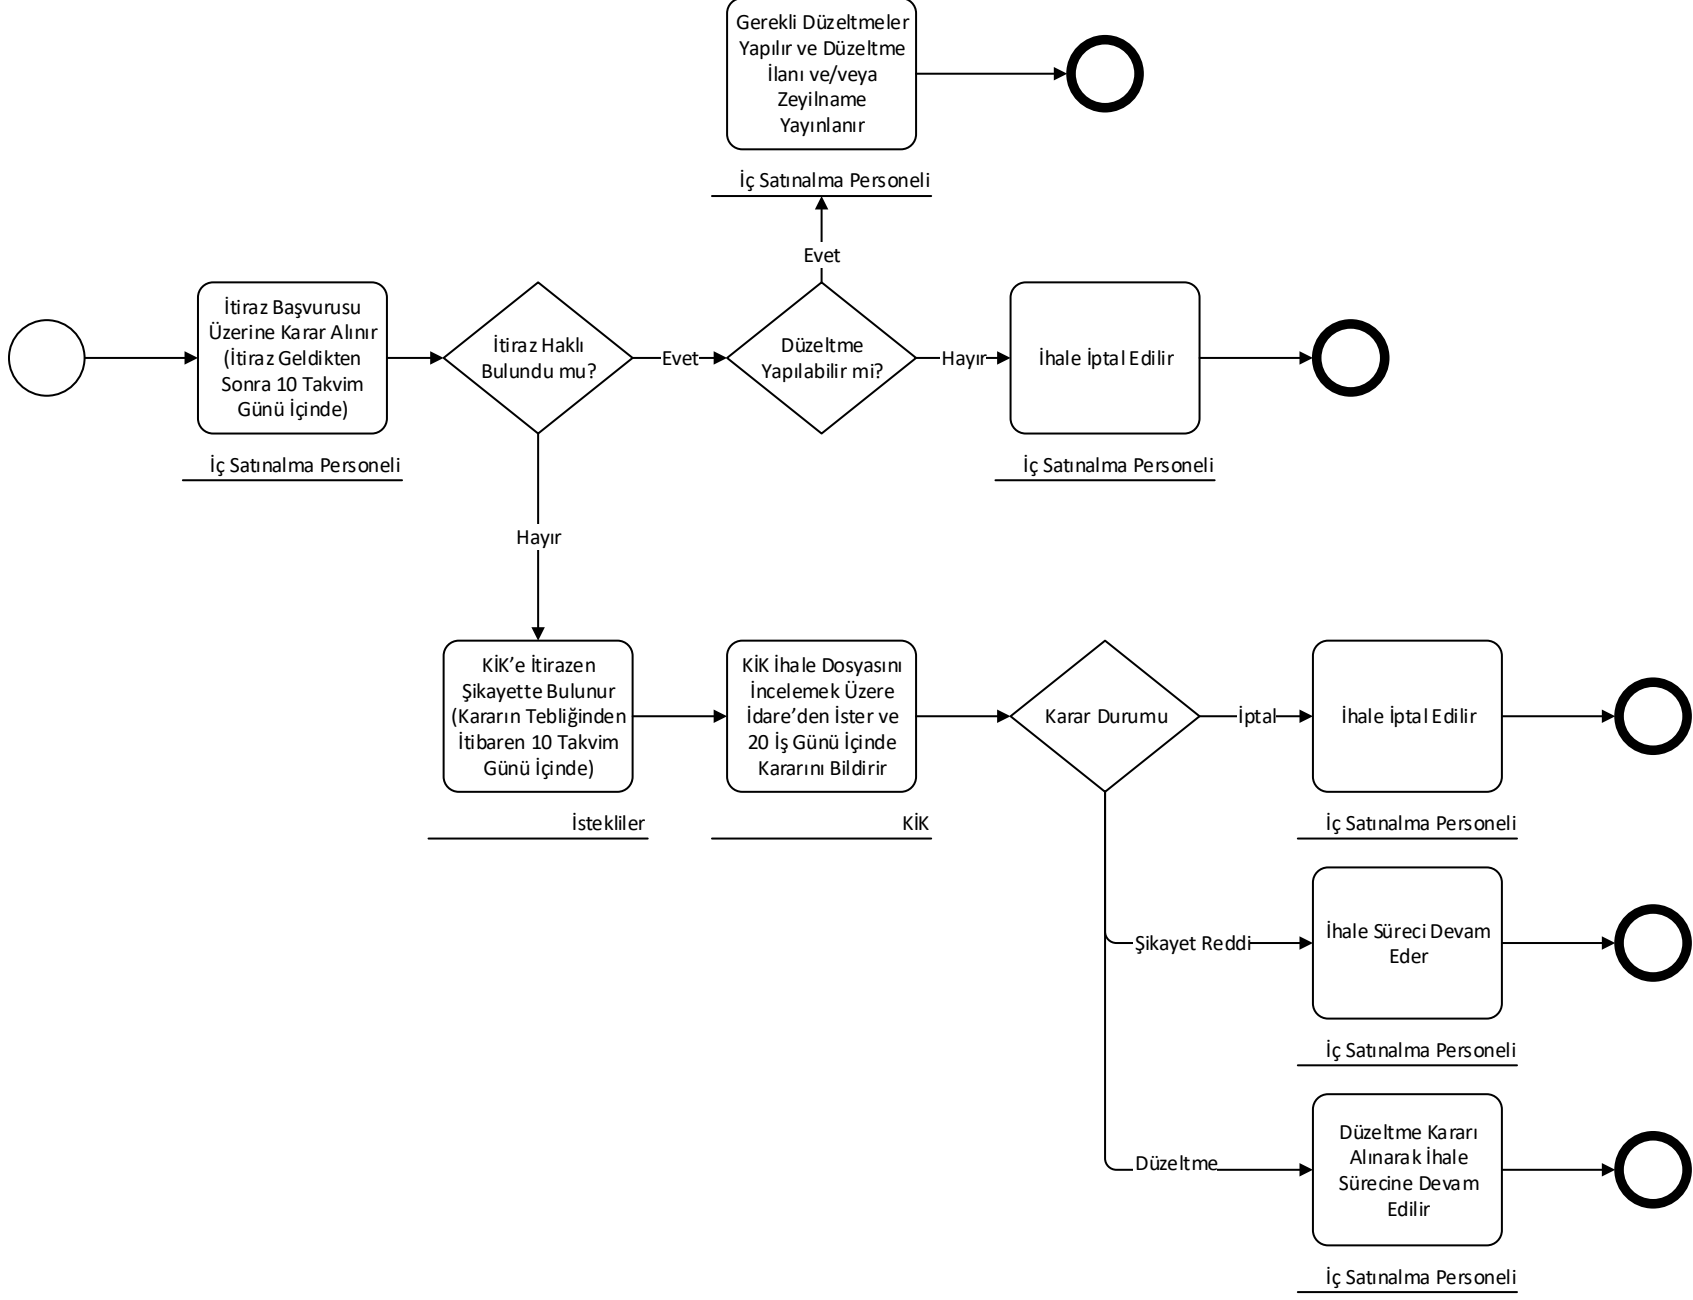 Gerekli Düzeltmeler
Yapılır ve Düzeltme
İlanı ve/veya
Zeyilname
Yayınlanır
İç Satınalma Personeli
Evet
İtiraz Başvurusu
Üzerine Karar Alınır
(İtiraz Geldikten
Sonra 10 Takvim
Günü İçinde)
İç Satınalma Personeli
İtiraz Haklı
Bulundu mu?
Evet
Düzeltme
Yapılabilir mi?
Hayır
İhale İptal Edilir
İç Satınalma Personeli
Hayır
KİK’e İtirazen
Şikayette Bulunur
(Kararın Tebliğinden
İtibaren 10 Takvim
Günü İçinde)
İstekliler
KİK İhale Dosyasını
İncelemek Üzere
İdare’den İster ve
20 İş Günü İçinde
Kararını Bildirir
KİK
Karar Durumu
İptal
İhale İptal Edilir
İç Satınalma Personeli
Şikayet Reddi
İhale Süreci Devam
Eder
İç Satınalma Personeli
Düzeltme
Düzeltme Kararı
Alınarak İhale
Sürecine Devam
Edilir
İç Satınalma Personeli